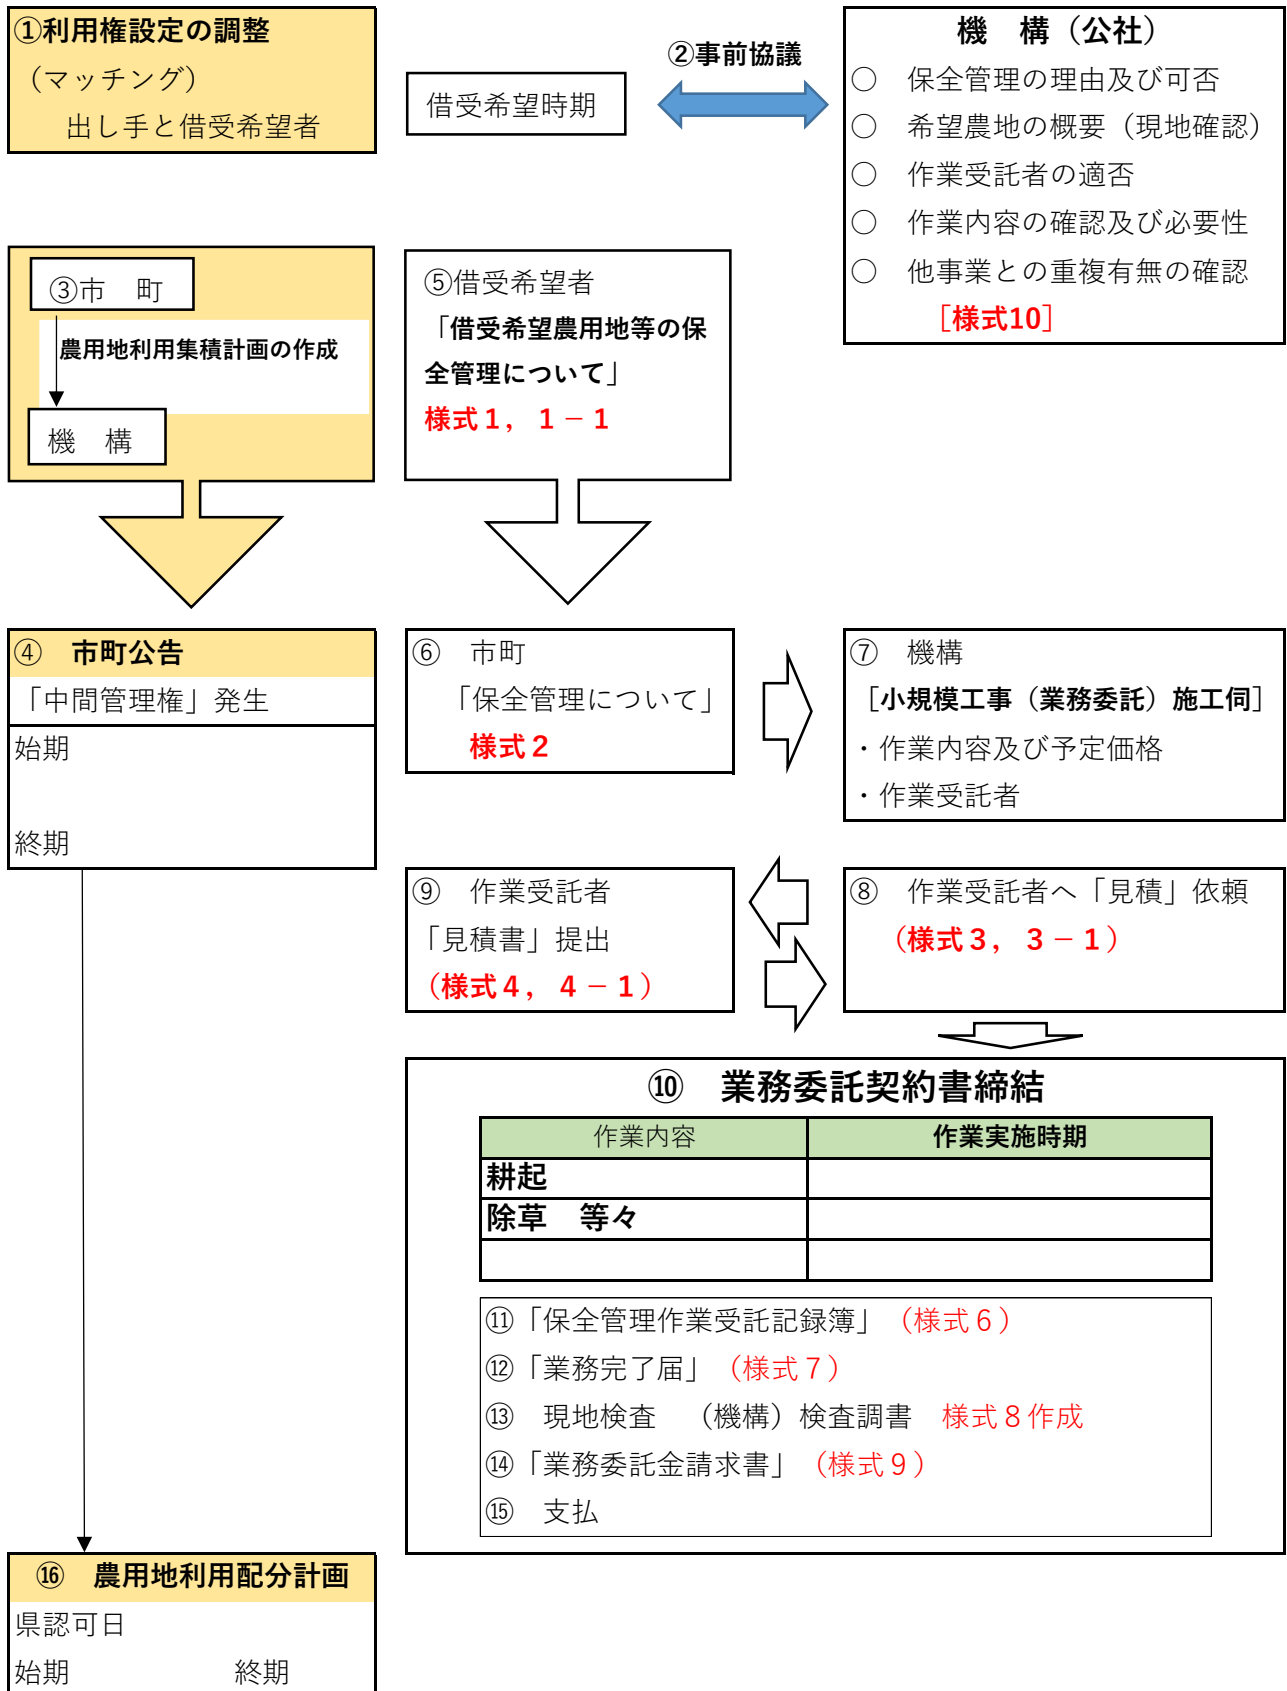 ①利用権設定の調整
（マッチング）
出し手と借受希望者
借受希望時期
②事前協議
機　構（公社）
○　保全管理の理由及び可否
○　希望農地の概要（現地確認）
○　作業受託者の適否
○　作業内容の確認及び必要性
○　他事業との重複有無の確認
［様式10］
③市　町
農用地利用集積計画の作成
機　構
⑤借受希望者
「借受希望農用地等の保
全管理について」
様式１，１－１
④　市町公告
「中間管理権」発生
始期
終期
⑥　市町
「保全管理について」
様式２
⑦　機構
［小規模工事（業務委託）施工伺］
・作業内容及び予定価格
・作業受託者
⑨　作業受託者
「見積書」提出
（様式４，４－１）
⑧　作業受託者へ「見積」依頼
（様式３，３－１）
⑩　業務委託契約書締結
作業内容　作業実施時期
耕起
除草　等々
⑪「保全管理作業受託記録簿」（様式６）
⑫「業務完了届」（様式７）
⑬　現地検査　（機構）検査調書　様式８作成
⑭「業務委託金請求書」（様式９）
⑮　支払
⑯　農用地利用配分計画
県認可日
始期　終期